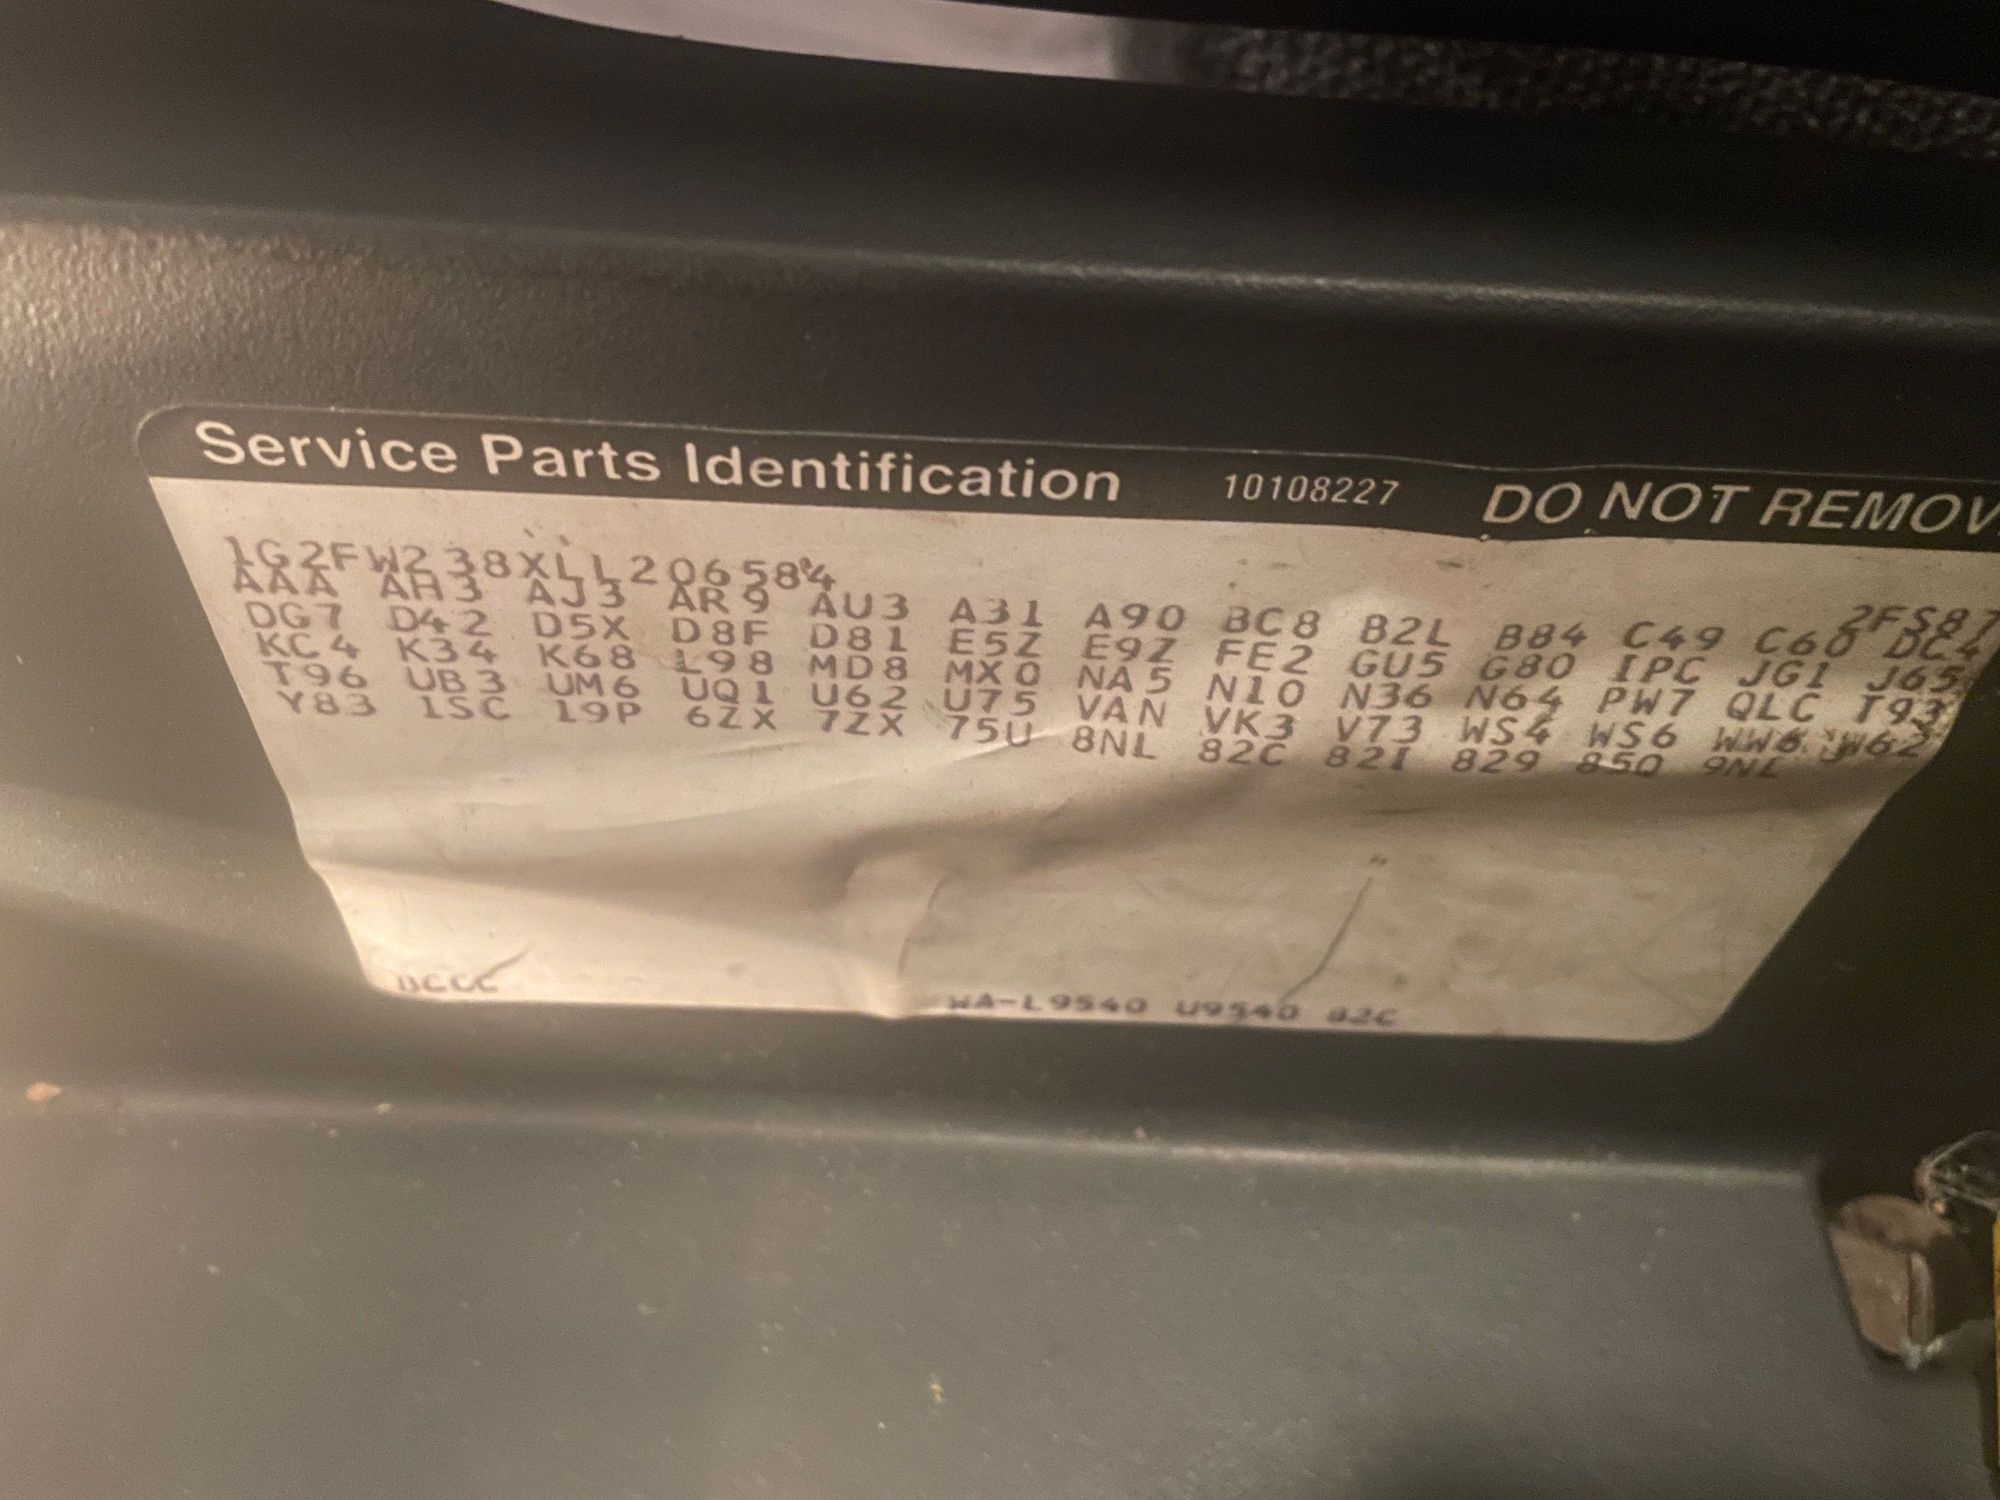 Service Parts Identification 10108227 DO NOT REMOV
1G2FW238XLL206584 2FS87
AAA AH3 AJ3 AR9 AU3 A31 A90 BC8 B2L B84 C49 C60 DC4
DG7 D42 D5X D8F D81 E5Z E9Z FE2 GU5 G80 IPC JG1 J65
KC4 K34 K68 L98 MD8 MX0 NA5 N10 N36 N64 PW7 QLC T93
T96 UB3 UM6 UQ1 U62 U75 VAN VK3 V73 WS4 WS6 WW6 W62
Y83 1SC 19P 6ZX 7ZX 75U 8NL 82C 82I 829 85Q 9NL
WA-L9540 U9540 82C